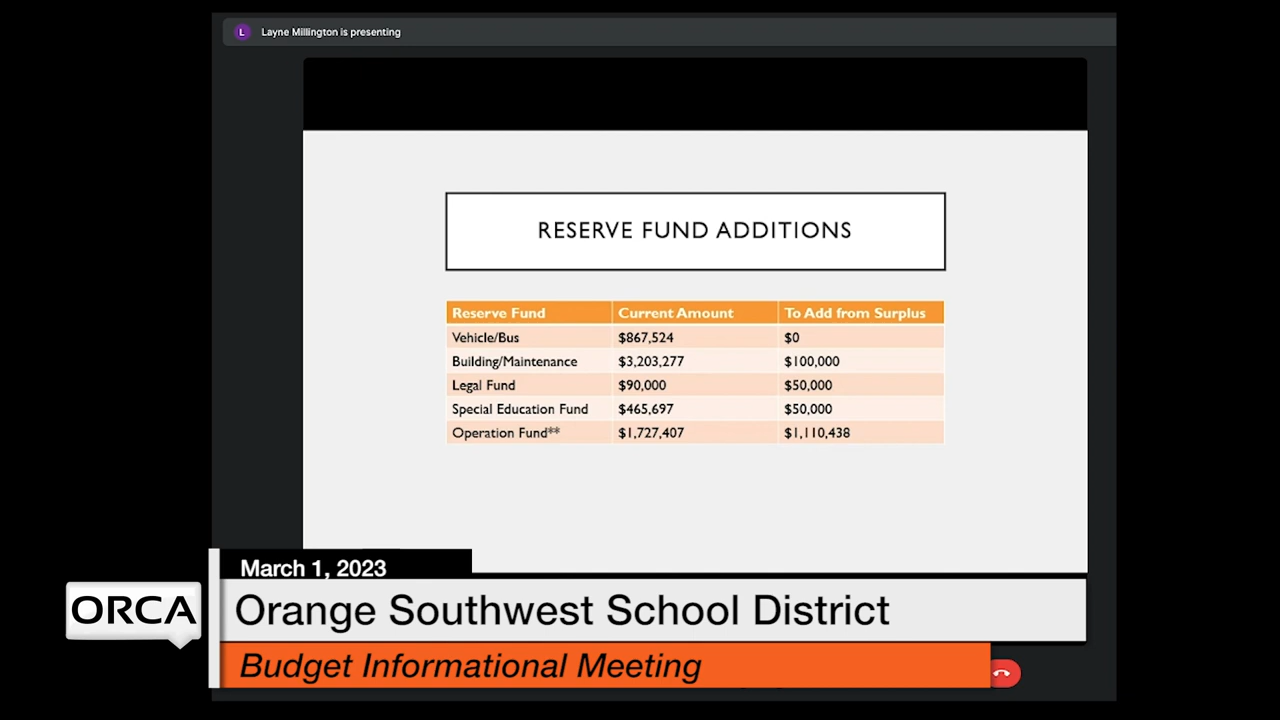 L Layne Millington is presenting
RESERVE FUND ADDITIONS
Reserve Fund Current Amount To Add from Surplus
Vehicle/Bus $867,524 $0
Building/Maintenance $3,203,277 $100,000
Legal Fund $90,000 $50,000
Special Education Fund $465,697 $50,000
Operation Fund** $1,727,407 $1,110,438
March 1, 2023
ORCA
Orange Southwest School District
Budget Informational Meeting